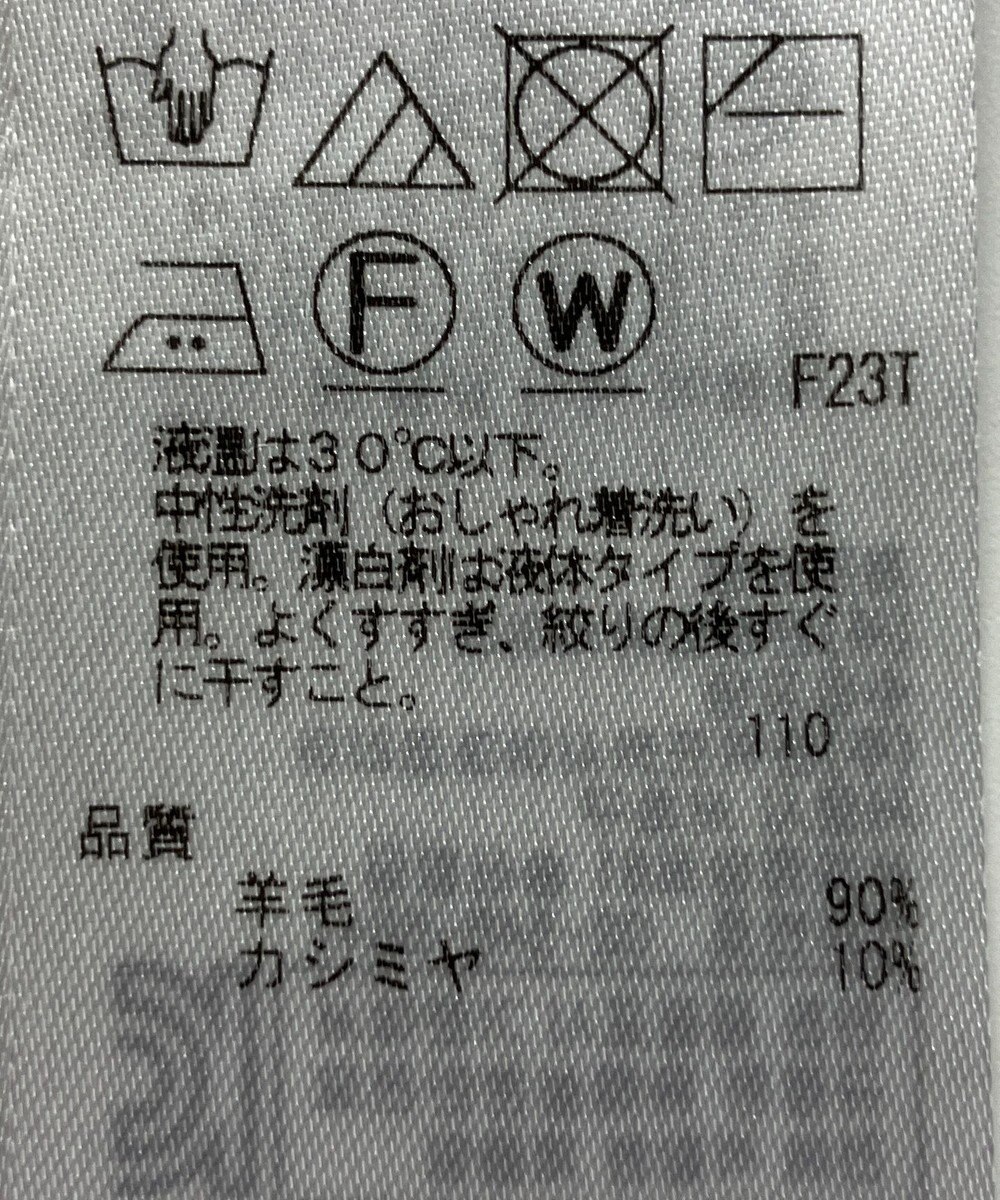 F W
F23T
液温は30℃以下。
中性洗剤（おしゃれ着洗い）を
使用。漂白剤は液体タイプを使
用。よくすすぎ、絞りの後すぐ
に干すこと。
110
品質
羊毛 90%
カシミヤ 10%